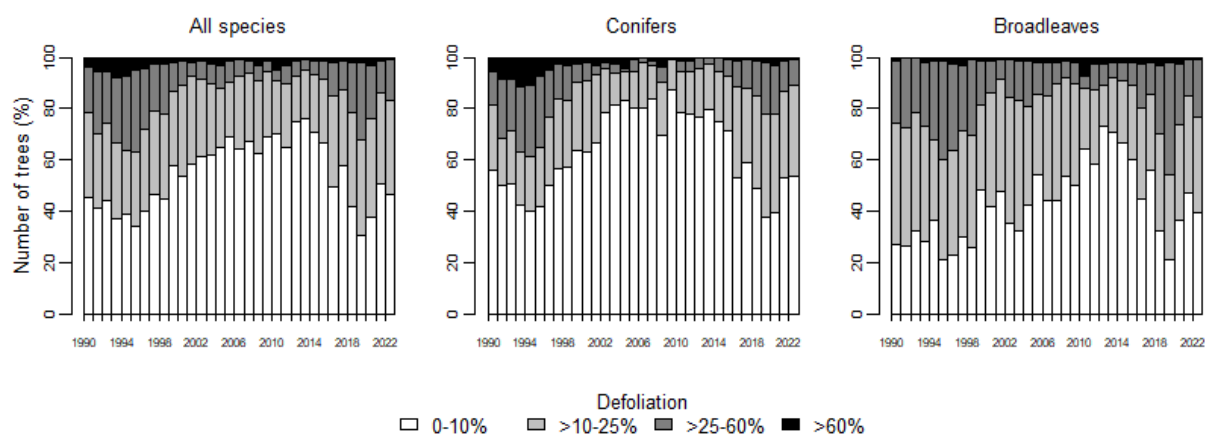 All species
Conifers
Broadleaves
Number of trees (%)
0 20 40 60 80 100
0 20 40 60 80 100
0 20 40 60 80 100
1990 1994 1998 2002 2006 2010 2014 2018 2022
1990 1994 1998 2002 2006 2010 2014 2018 2022
1990 1994 1998 2002 2006 2010 2014 2018 2022
Defoliation
0-10% >10-25% >25-60% >60%